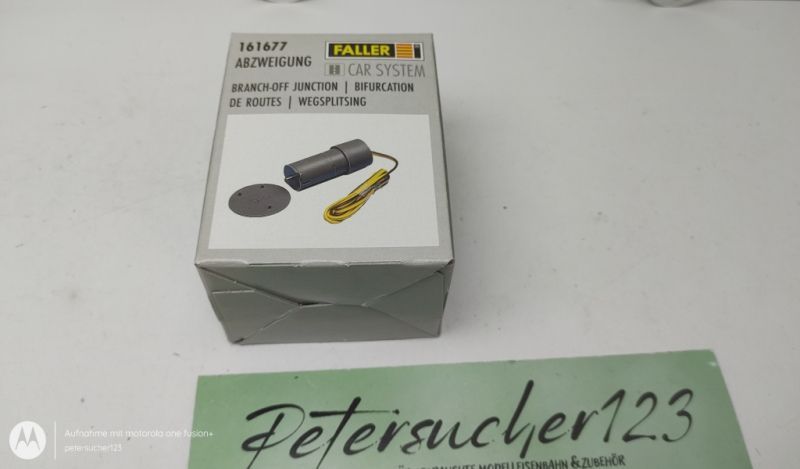 161677
FALLER
ABZWEIGUNG
H CAR SYSTEM
BRANCH-OFF JUNCTION | BIFURCATION
DE ROUTES | WEGSPLITSING
Petersucher123
MODELLEISENBAHN & ZUBEHÖR
Aufnahme mit motorola one fusion+
petersucher123